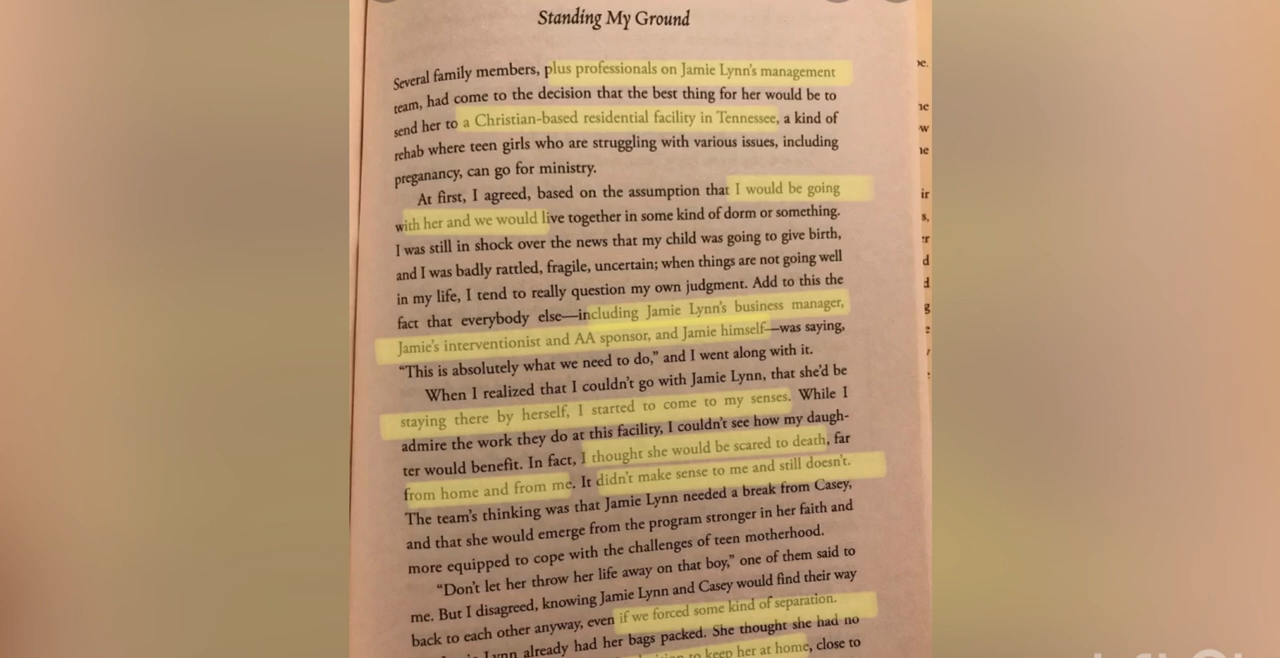 Standing My Ground
Several family members, plus professionals on Jamie Lynn's management
team, had come to the decision that the best thing for her would be to
send her to a Christian-based residential facility in Tennessee, a kind of
rehab where teen girls who are struggling with various issues, including
preganancy, can go for ministry.
At first, I agreed, based on the assumption that I would be going
with her and we would live together in some kind of dorm or something.
I was still in shock over the news that my child was going to give birth,
and I was badly rattled, fragile, uncertain; when things are not going well
in my life, I tend to really question my own judgment. Add to this the
fact that everybody else—including Jamie Lynn's business manager,
Jamie's interventionist and AA sponsor, and Jamie himself—was saying,
“This is absolutely what we need to do,” and I went along with it.
When I realized that I couldn't go with Jamie Lynn, that she'd be
staying there by herself, I started to come to my senses. While I
admire the work they do at this facility, I couldn't see how my daugh-
ter would benefit. In fact, I thought she would be scared to death, far
from home and from me. It didn't make sense to me and still doesn't.
The team's thinking was that Jamie Lynn needed a break from Casey,
and that she would emerge from the program stronger in her faith and
more equipped to cope with the challenges of teen motherhood.
“Don't let her throw her life away on that boy,” one of them said to
me. But I disagreed, knowing Jamie Lynn and Casey would find their way
back to each other anyway, even if we forced some kind of separation.
Lynn already had her bags packed. She thought she had no
to keep her at home, close to